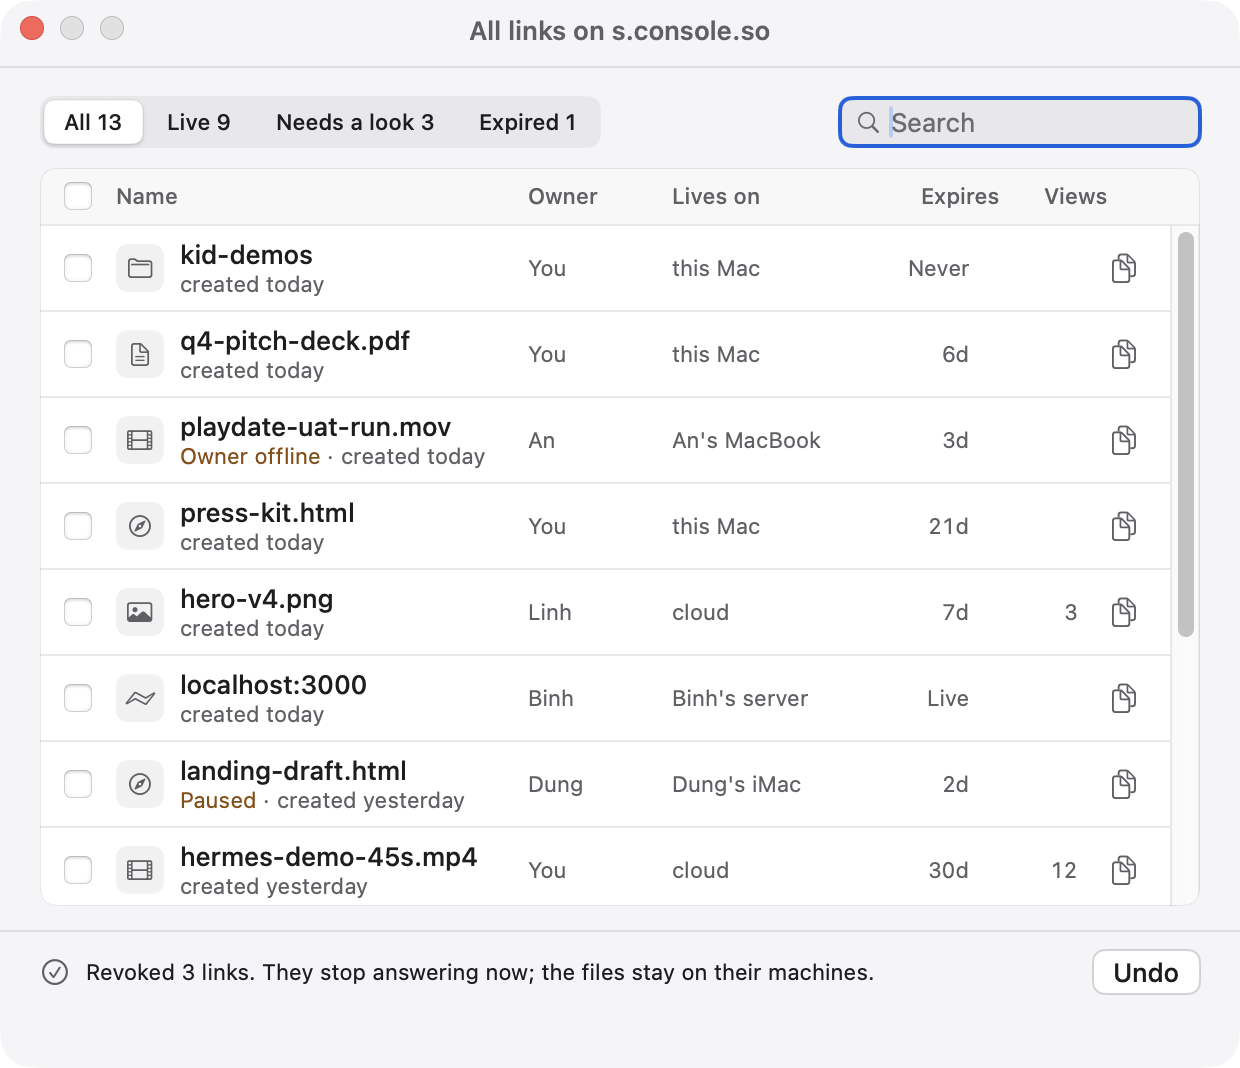 All links on s.console.so
All 13 Live 9 Needs a look 3 Expired 1
Search
Name Owner Lives on Expires Views
kid-demos
created today
You this Mac Never
q4-pitch-deck.pdf
created today
You this Mac 6d
playdate-uat-run.mov
Owner offline · created today
An An's MacBook 3d
press-kit.html
created today
You this Mac 21d
hero-v4.png
created today
Linh cloud 7d 3
localhost:3000
created today
Binh Binh's server Live
landing-draft.html
Paused · created yesterday
Dung Dung's iMac 2d
hermes-demo-45s.mp4
created yesterday
You cloud 30d 12
Revoked 3 links. They stop answering now; the files stay on their machines.
Undo